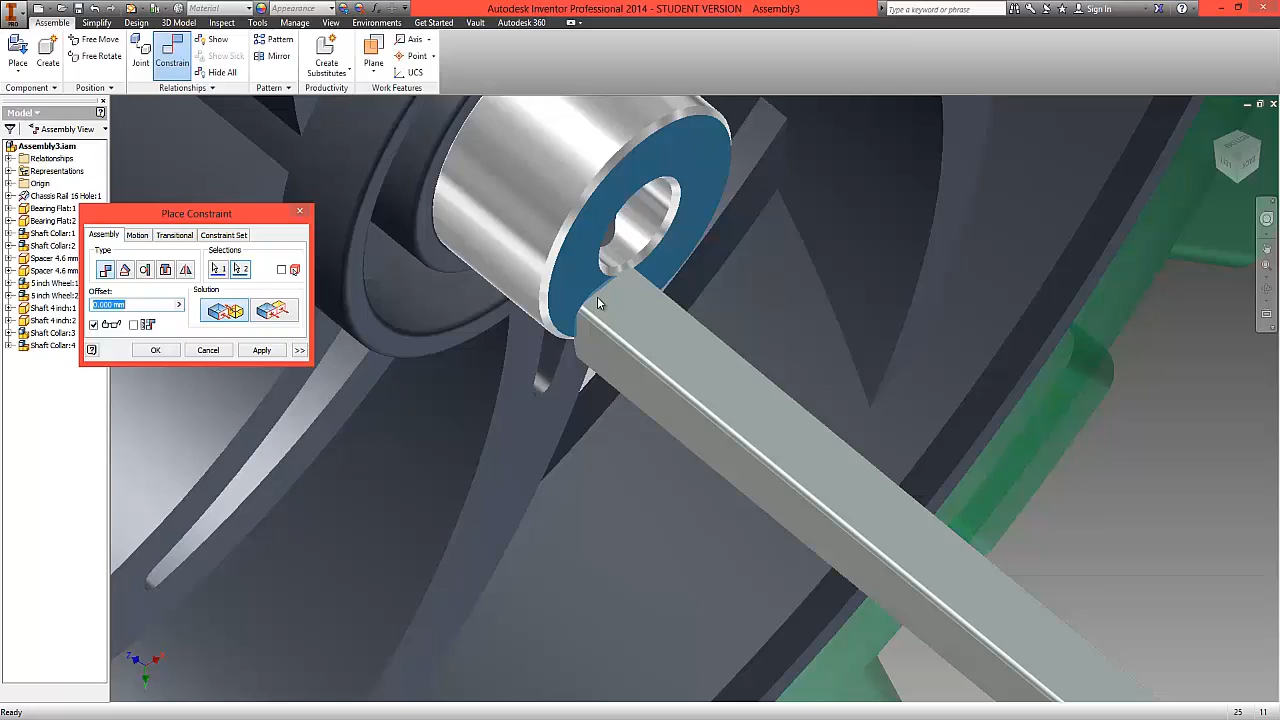 Material
Appearance
Autodesk Inventor Professional 2014 - STUDENT VERSION Assembly3
Type a keyword or phrase
Sign In
PRO
Assemble Simplify Design 3D Model Inspect Tools Manage View Environments Get Started Vault Autodesk 360
Place
Create
Free Move
Free Rotate
Joint
Constrain
Show
Show Sick
Hide All
Pattern
Mirror
Create
Substitutes
Plane
Axis
Point
UCS
Component
Position
Relationships
Pattern
Productivity
Work Features
Model
Assembly View
Assembly3.iam
Relationships
Representations
Origin
Chassis Rail 16 Hole:1
Bearing Flat:1
Bearing Flat:2
Shaft Collar:1
Shaft Collar:2
Spacer 4.6 mm
Spacer 4.6 mm
5 inch Wheel:1
5 inch Wheel:2
Shaft 4 inch:1
Shaft 4 inch:2
Shaft Collar:3
Shaft Collar:4
Place Constraint
Assembly Motion Transitional Constraint Set
Type
Selections
1
2
Offset:
0.000 mm
Solution
OK
Cancel
Apply
>>
Z
Ready
25
11